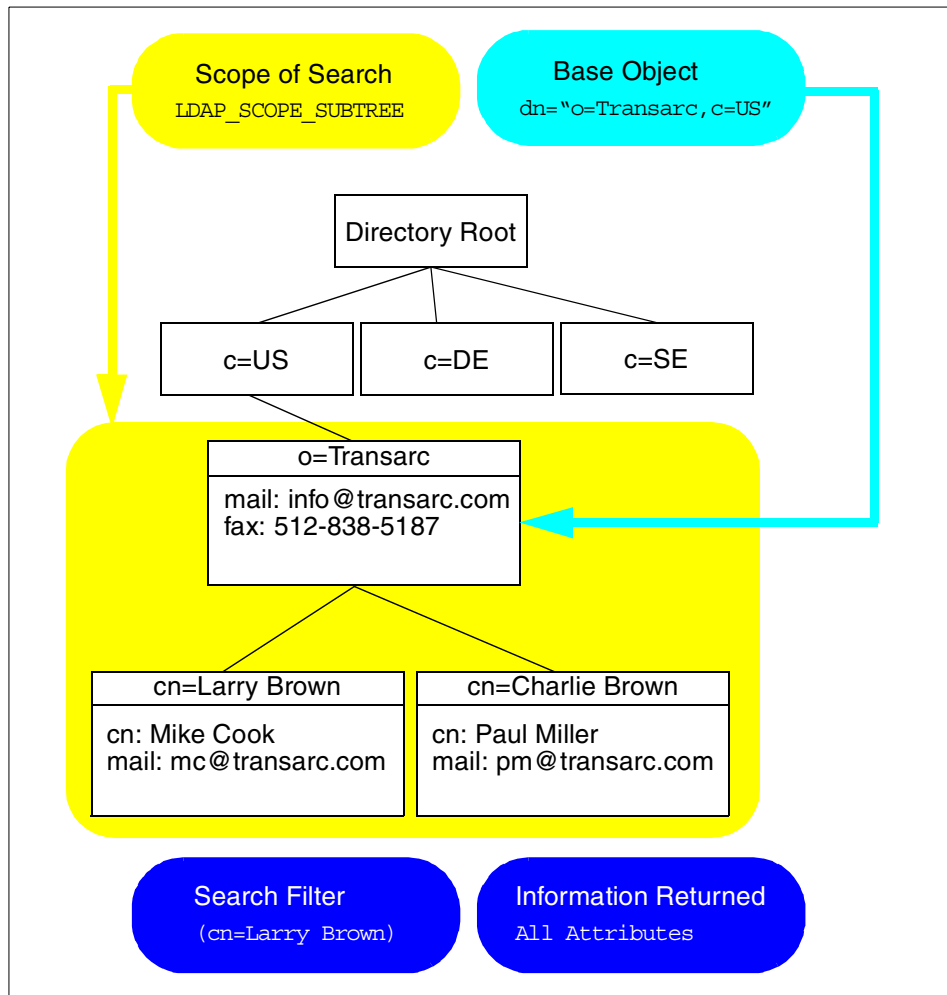 Scope of Search
LDAP_SCOPE_SUBTREE
Base Object
dn=“o=Transarc,c=US”
Directory Root
c=US
c=DE
c=SE
o=Transarc
mail: info@transarc.com
fax: 512-838-5187
cn=Larry Brown
cn: Mike Cook
mail: mc@transarc.com
cn=Charlie Brown
cn: Paul Miller
mail: pm@transarc.com
Search Filter
(cn=Larry Brown)
Information Returned
All Attributes